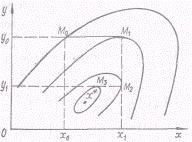 y
y₀ M₀ M₁
y₁ M₃ M₂
x*
0 x₀ x₁ x